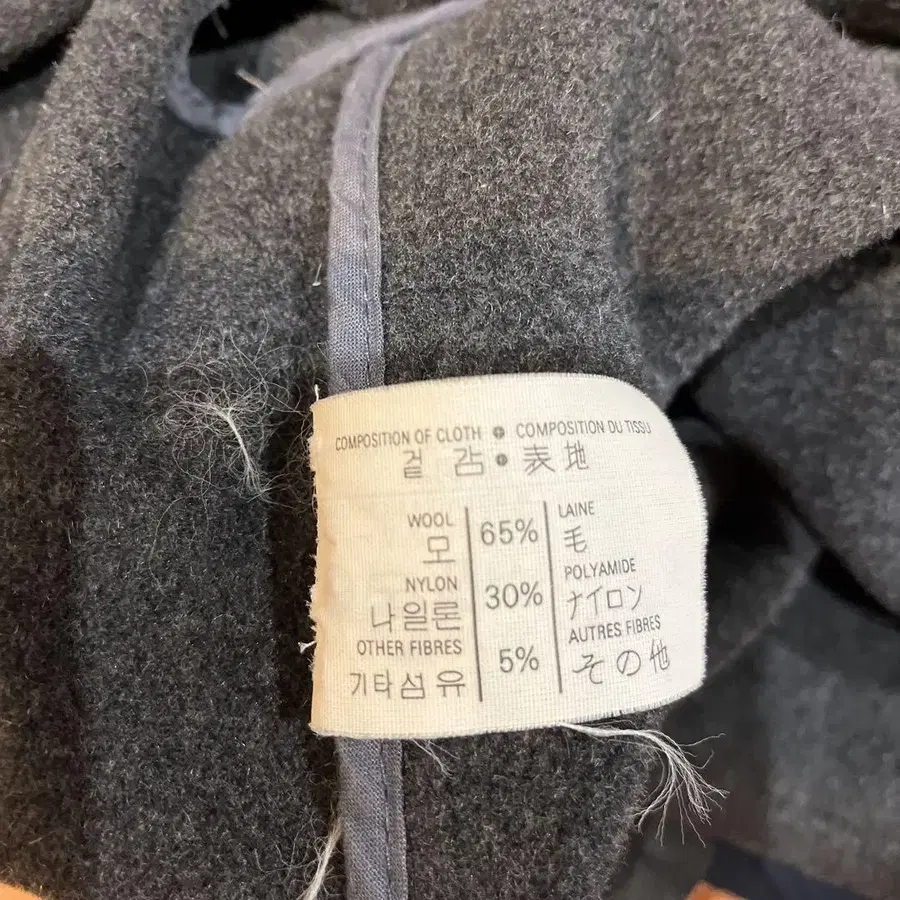 COMPOSITION OF CLOTH • COMPOSITION DU TISSU
겉 감 • 表地
WOOL 65% LAINE
모 毛
NYLON 30% POLYAMIDE
나일론 ナイロン
OTHER FIBRES 5% AUTRES FIBRES
기타섬유 その他